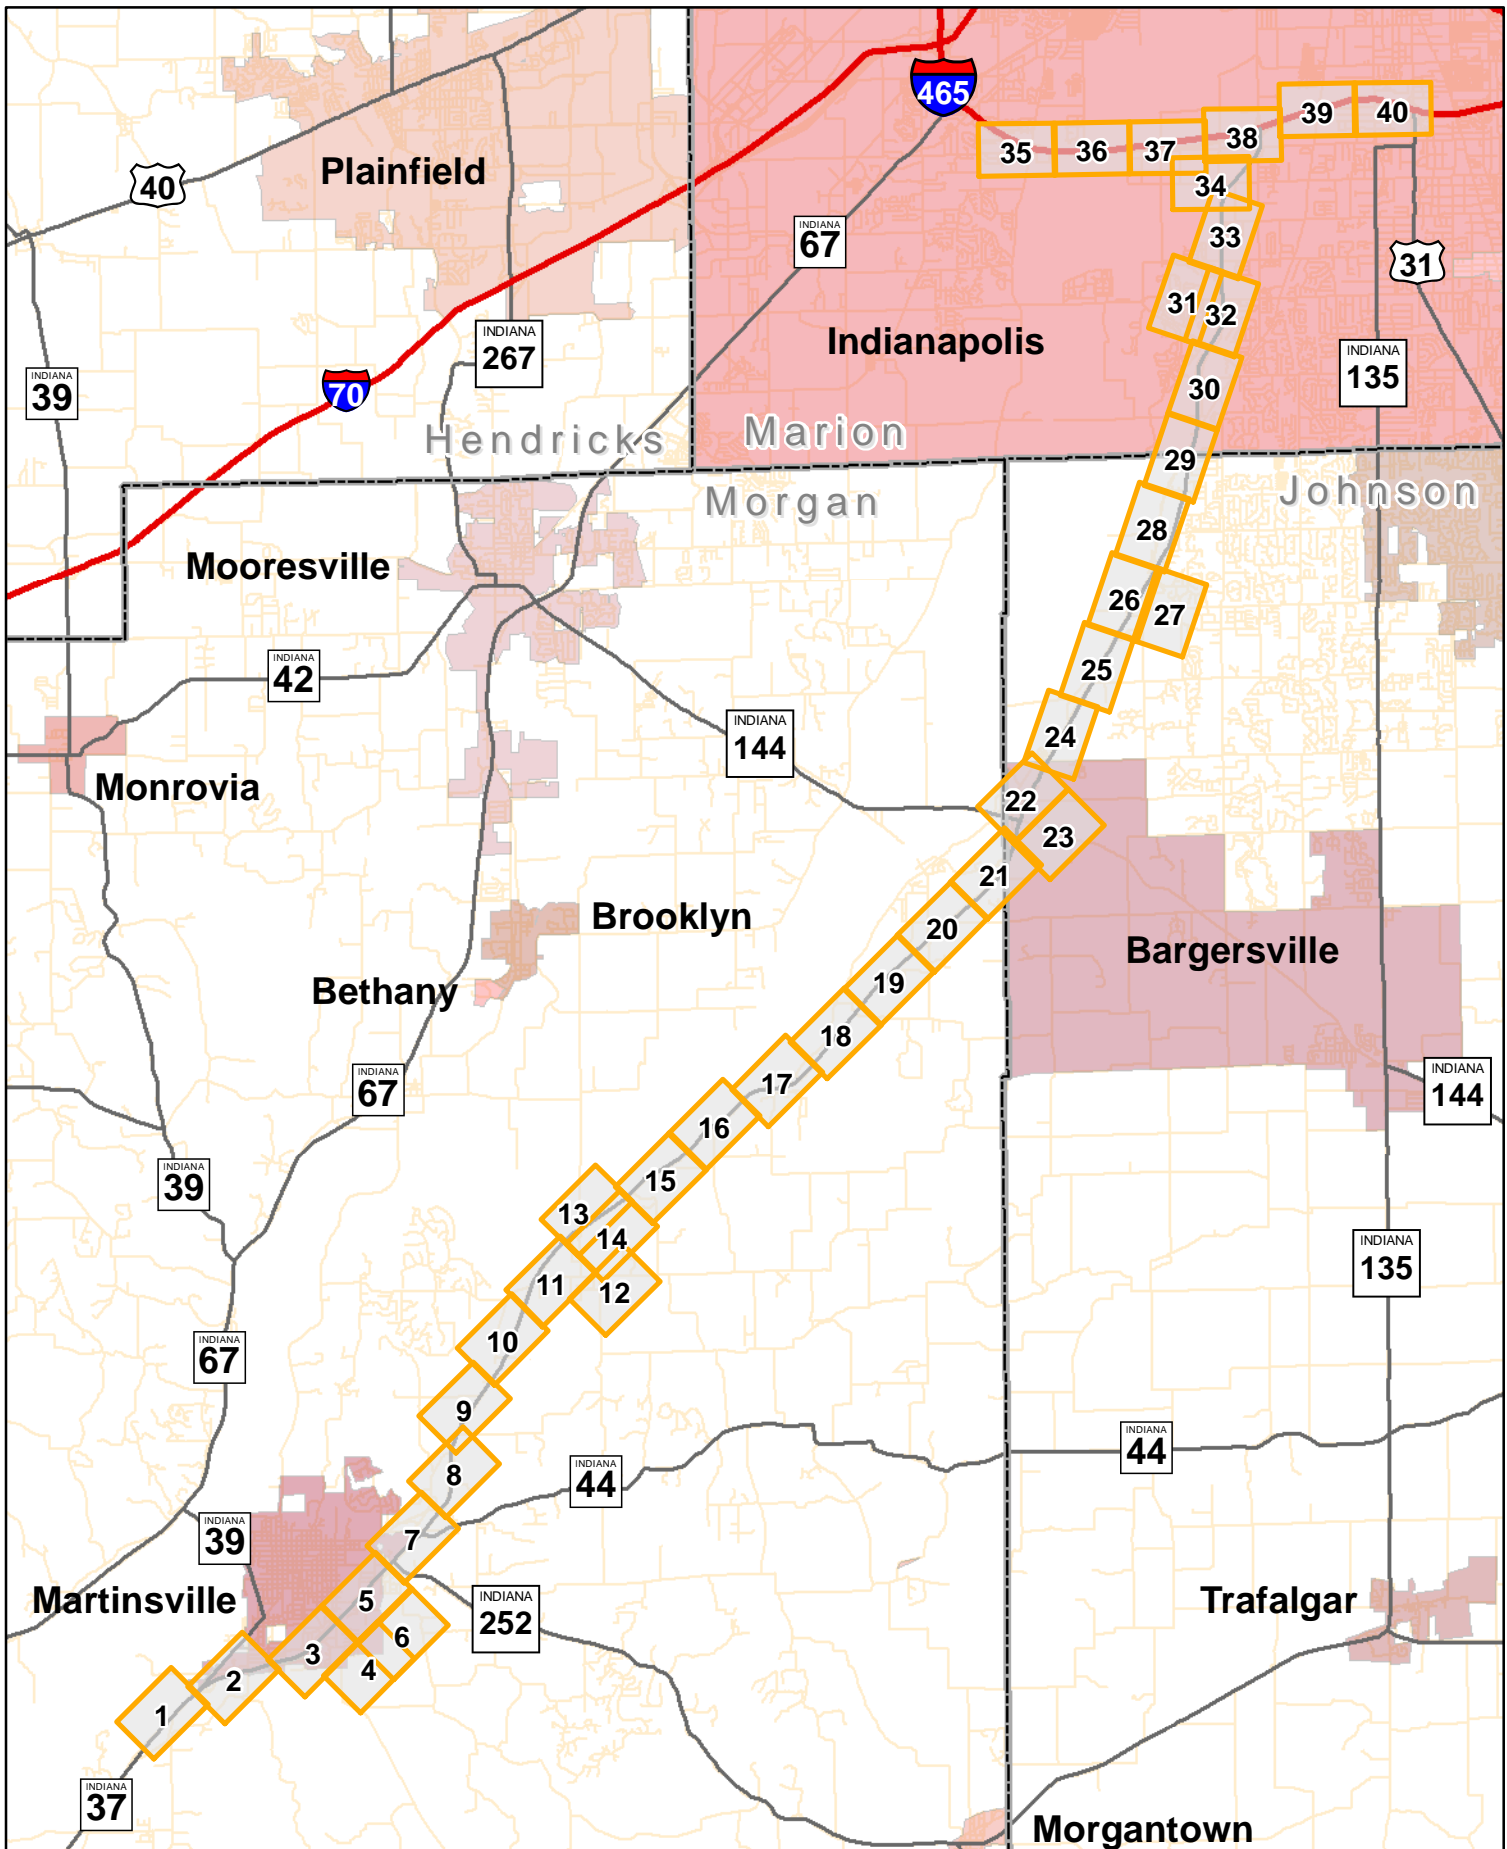 465
39
40
38
35
36
37
Plainfield
40
34
INDIANA
67
33
31
31
32
Indianapolis
INDIANA
267
INDIANA
135
INDIANA
39
70
30
Hendricks
Marion
29
Johnson
Morgan
28
Mooresville
26
27
INDIANA
42
25
INDIANA
144
24
Monrovia
22
23
21
Brooklyn
20
Bargersville
Bethany
19
18
INDIANA
67
17
INDIANA
144
16
INDIANA
39
15
13
14
INDIANA
135
11
12
10
INDIANA
67
9
INDIANA
44
8
INDIANA
44
INDIANA
39
7
Martinsville
5
INDIANA
252
Trafalgar
6
3
4
2
1
INDIANA
37
Morgantown